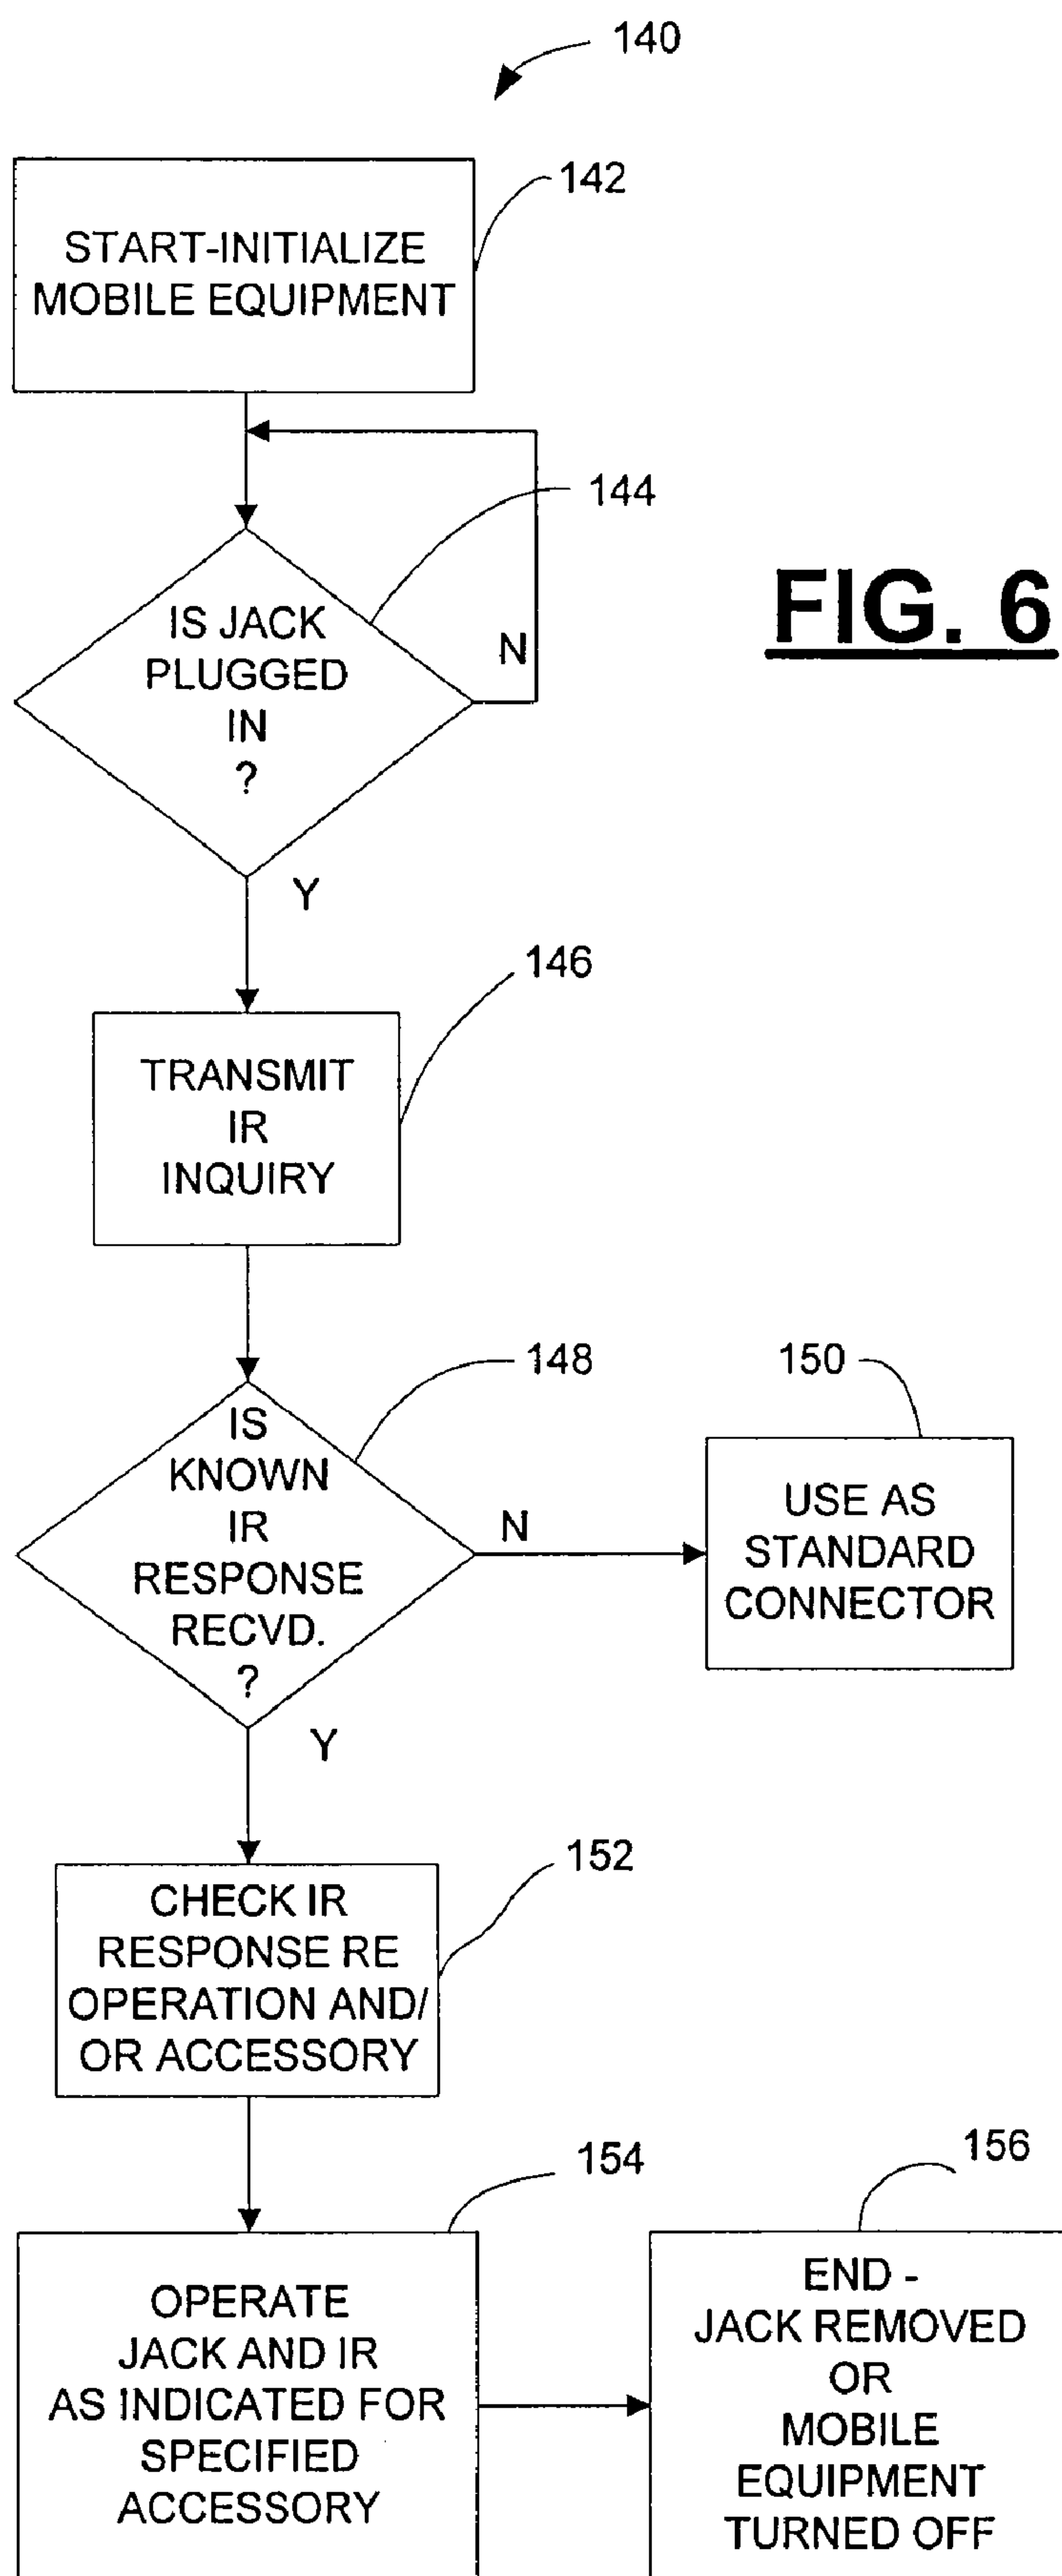 140
142
START-INITIALIZE
MOBILE EQUIPMENT
144
FIG. 6
IS JACK
PLUGGED
IN
?
N
Y
146
TRANSMIT
IR
INQUIRY
148
150
IS
KNOWN
IR
RESPONSE
RECVD.
?
N
USE AS
STANDARD
CONNECTOR
Y
152
CHECK IR
RESPONSE RE
OPERATION AND/
OR ACCESSORY
154
156
OPERATE
JACK AND IR
AS INDICATED FOR
SPECIFIED
ACCESSORY
END -
JACK REMOVED
OR
MOBILE
EQUIPMENT
TURNED OFF